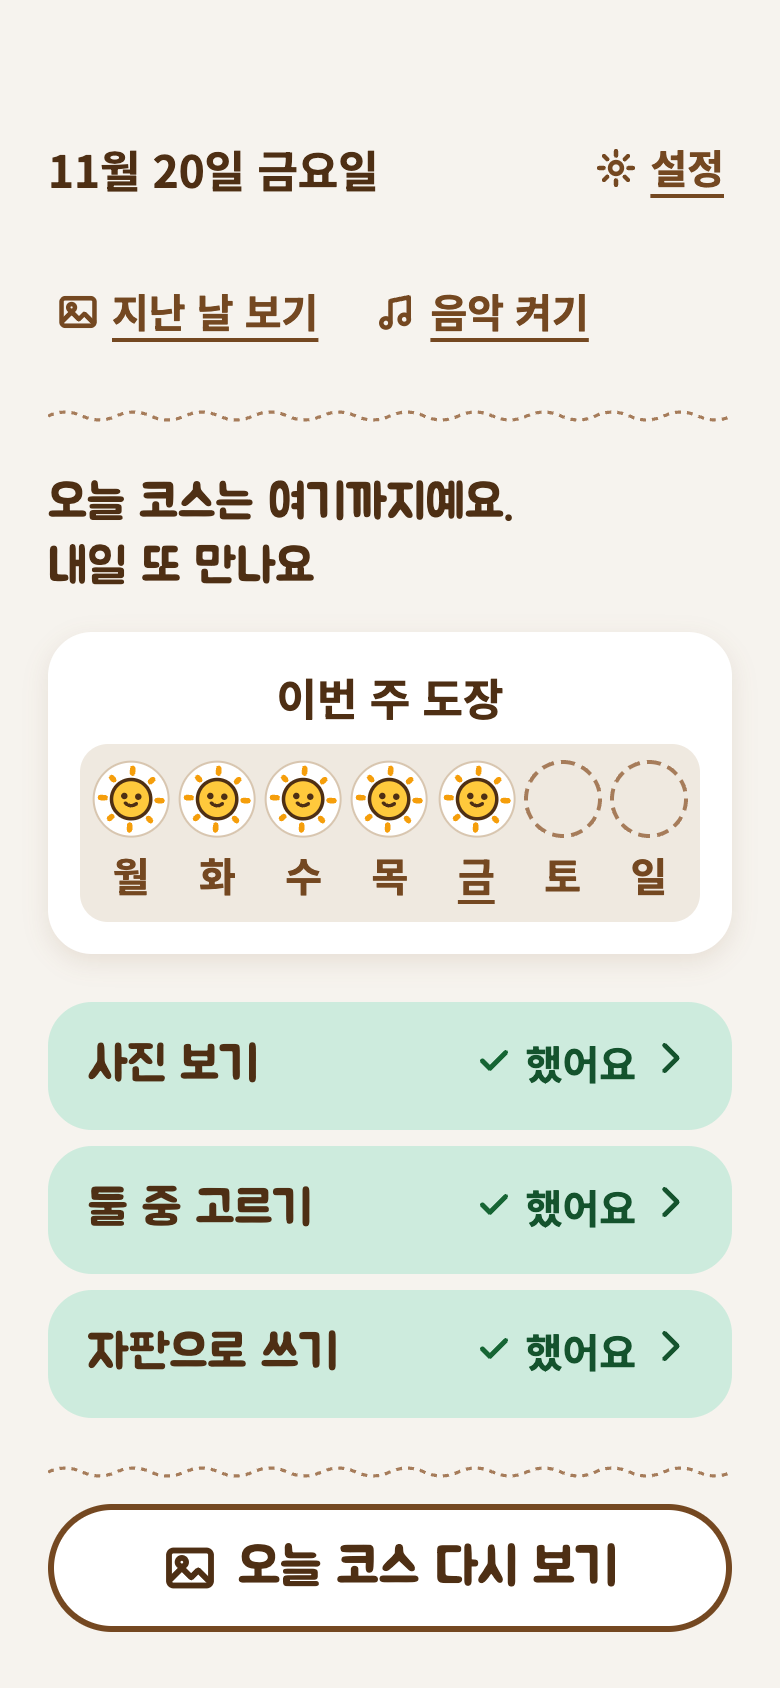 11월 20일 금요일
설정
지난 날 보기
음악 켜기
오늘 코스는 여기까지예요.
내일 또 만나요
이번 주 도장
월 화 수 목 금 토 일
사진 보기
했어요
둘 중 고르기
했어요
자판으로 쓰기
했어요
오늘 코스 다시 보기